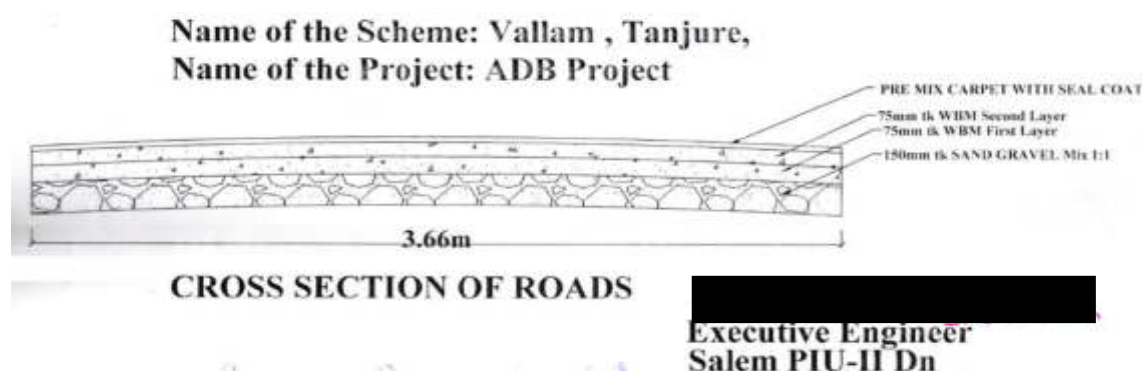 Name of the Scheme: Vallam , Tanjure,
Name of the Project: ADB Project
PRE MIX CARPET WITH SEAL COAT
75mm tk WBM Second Layer
75mm tk WBM First Layer
150mm tk SAND GRAVEL Mix 1:1
3.66m
CROSS SECTION OF ROADS
Executive Engineer
Salem PIU-II Dn